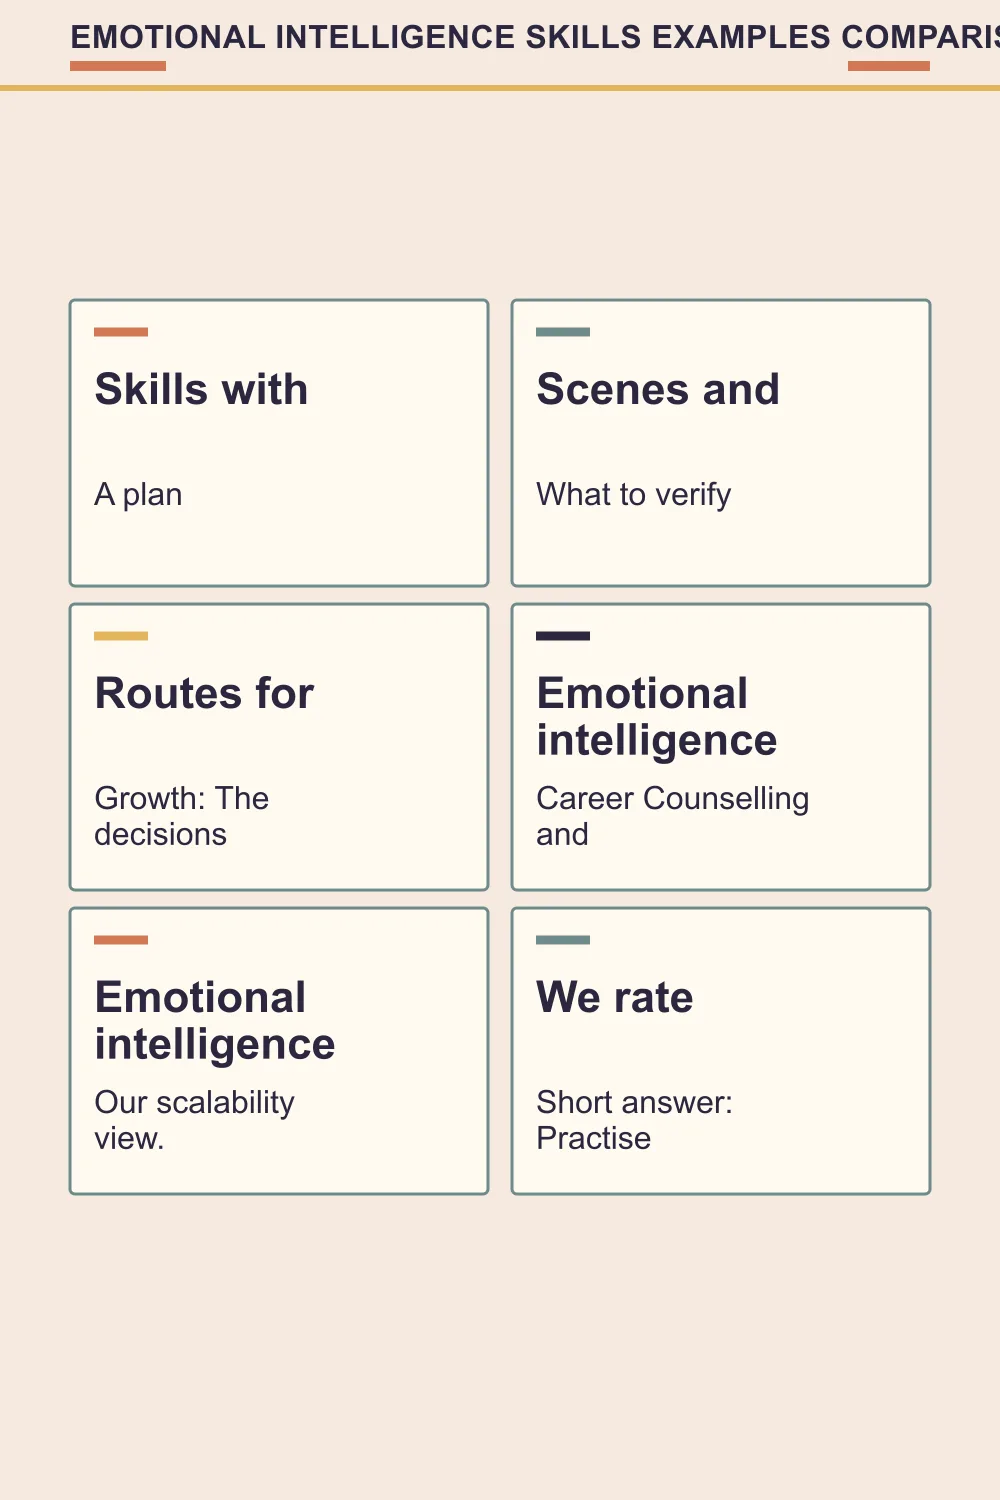 EMOTIONAL INTELLIGENCE SKILLS EXAMPLES COMPARIS
Skills with
A plan
Scenes and
What to verify
Routes for
Growth: The
decisions
Emotional
intelligence
Career Counselling
and
Emotional
intelligence
Our scalability
view.
We rate
Short answer:
Practise